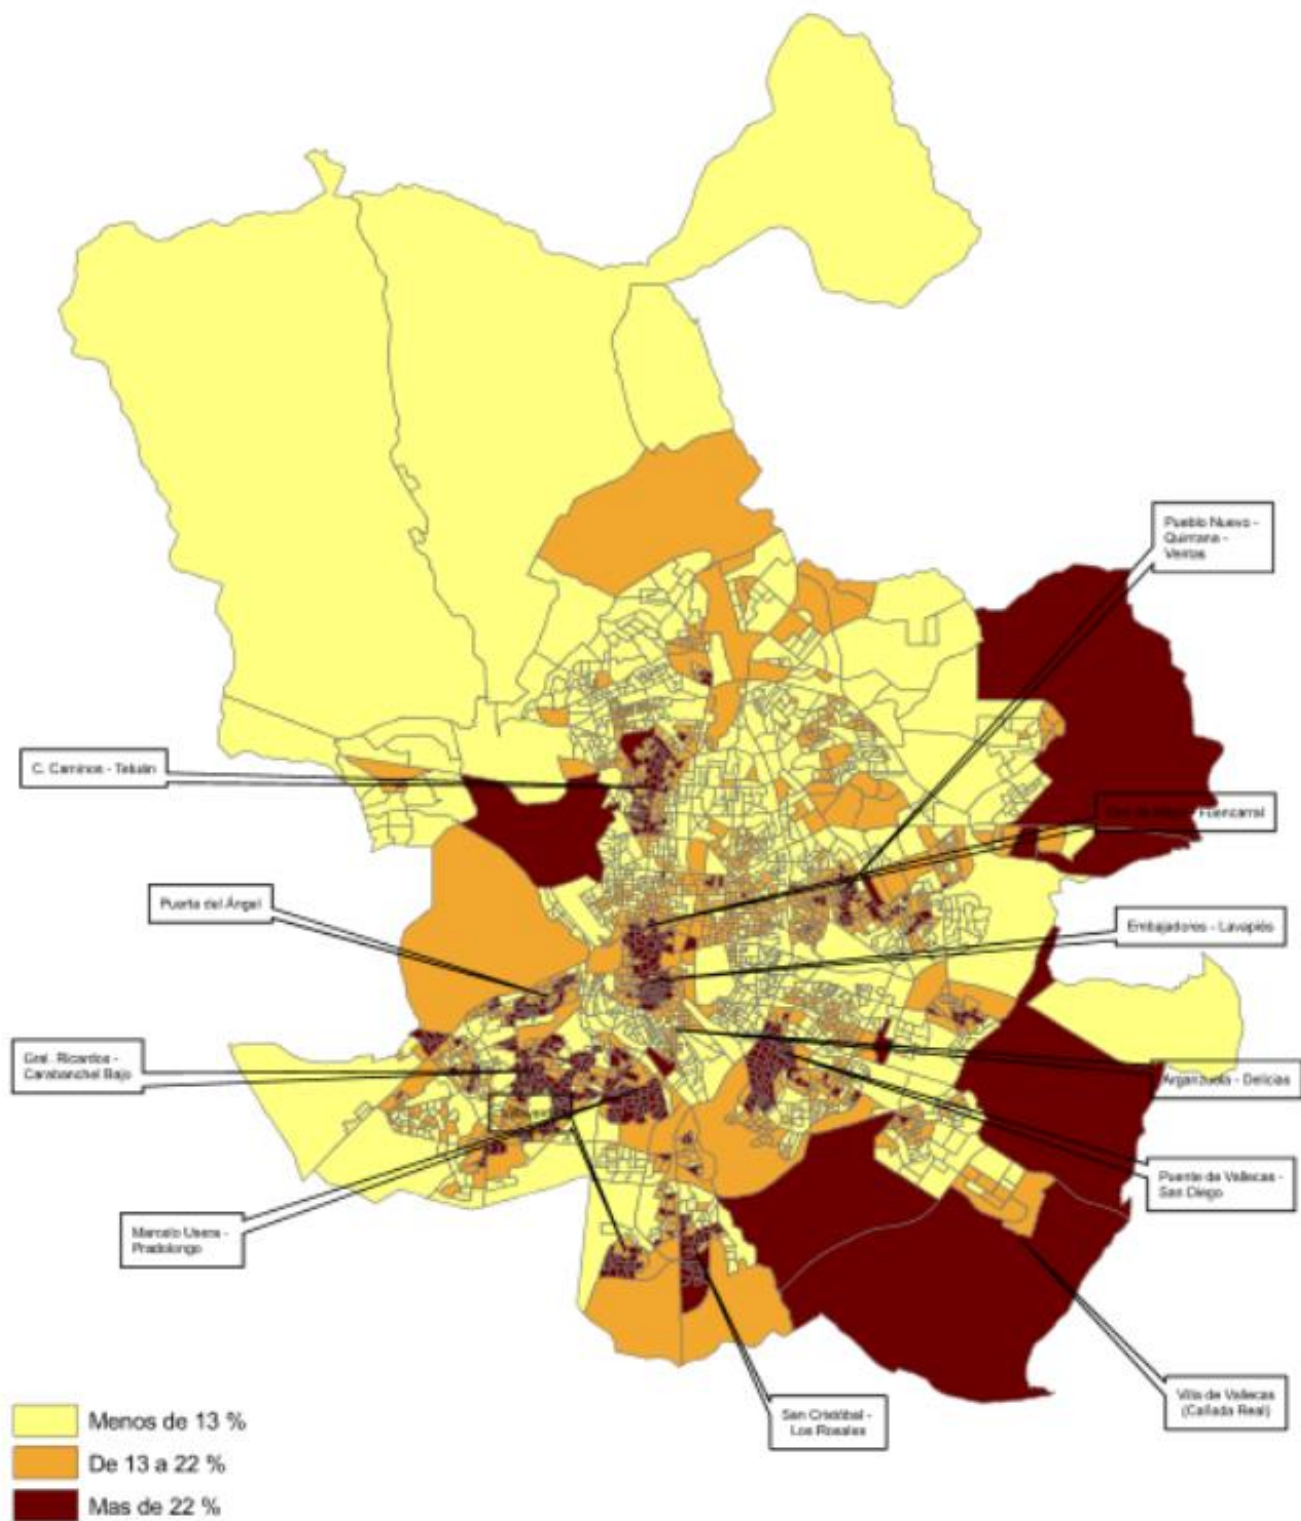 Pueblo Nuevo -
Quintana -
Ventas
C. Caminos - Tetuán
Fuencarral
Puerta del Ángel
Embajadores - Lavapiés
Gral. Ricardos -
Carabanchel Bajo
Arganzuela - Delicias
Puente de Vallecas -
San Diego
Marcelo Usera -
Pradolongo
Villa de Vallecas
(Cañada Real)
San Cristóbal -
Los Rosales
Menos de 13 %
De 13 a 22 %
Mas de 22 %